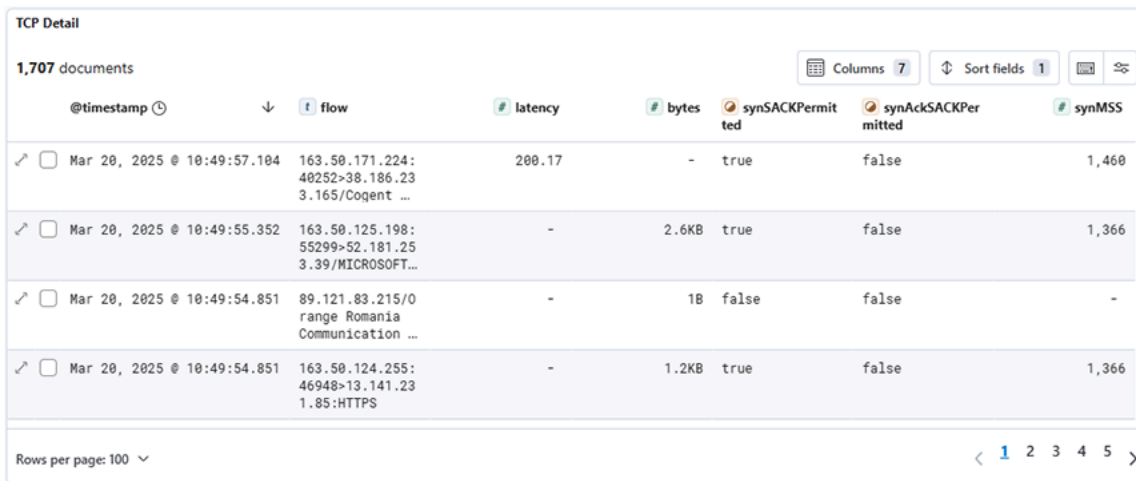 TCP Detail
1,707 documents
Columns 7
Sort fields 1
@timestamp
t flow
# latency
# bytes
synSACKPermit
ted
synAckSACKPer
mitted
# synMSS
Mar 20, 2025 @ 10:49:57.104
163.50.171.224:
40252>38.186.23
3.165/Cogent …
200.17
-
true
false
1,460
Mar 20, 2025 @ 10:49:55.352
163.50.125.198:
55299>52.181.25
3.39/MICROSOFT…
-
2.6KB
true
false
1,366
Mar 20, 2025 @ 10:49:54.851
89.121.83.215/O
range Romania
Communication …
-
1B
false
false
-
Mar 20, 2025 @ 10:49:54.851
163.50.124.255:
46948>13.141.23
1.85:HTTPS
-
1.2KB
true
false
1,366
Rows per page: 100
1 2 3 4 5